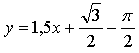 y = 1,5x + √3/2 − π/2